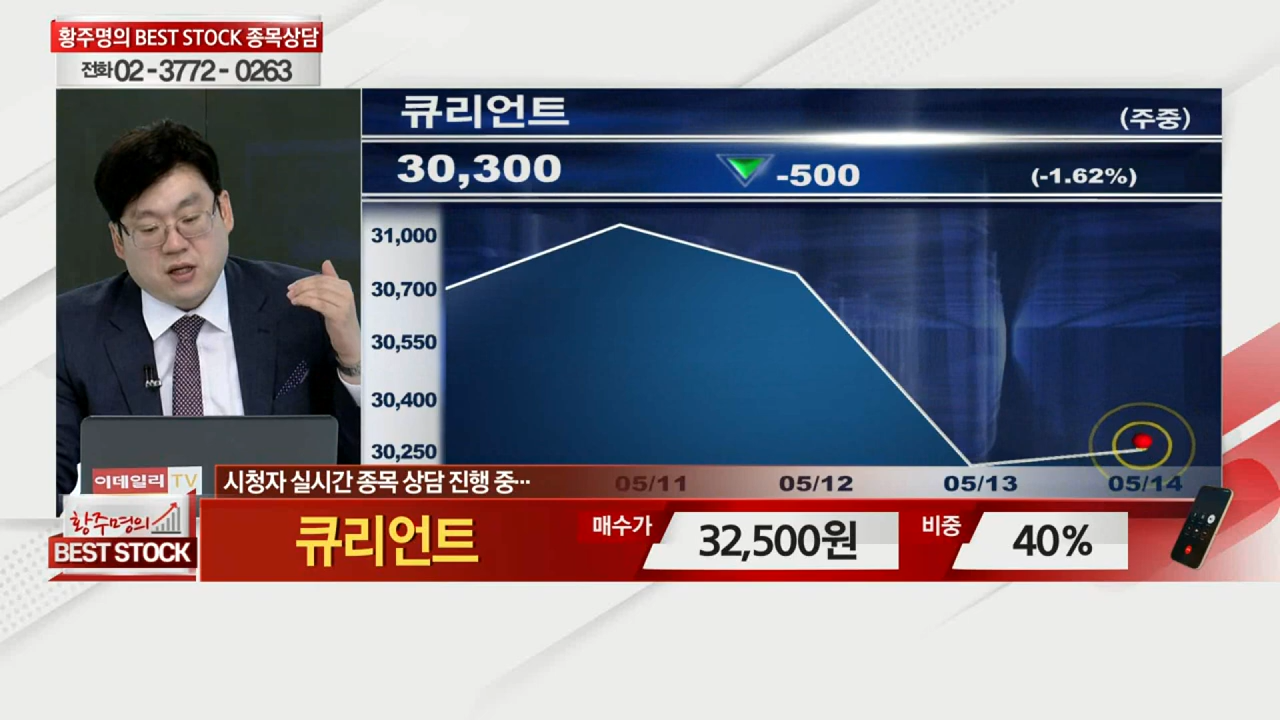 황주명의 BEST STOCK 종목상담
전화 02-3772-0263
큐리언트
(주중)
30,300 -500 (-1.62%)
31,000
30,700
30,550
30,400
30,250
05/11 05/12 05/13 05/14
이데일리 TV
시청자 실시간 종목 상담 진행 중…
황주명의
BEST STOCK
큐리언트 매수가 32,500원 비중 40%